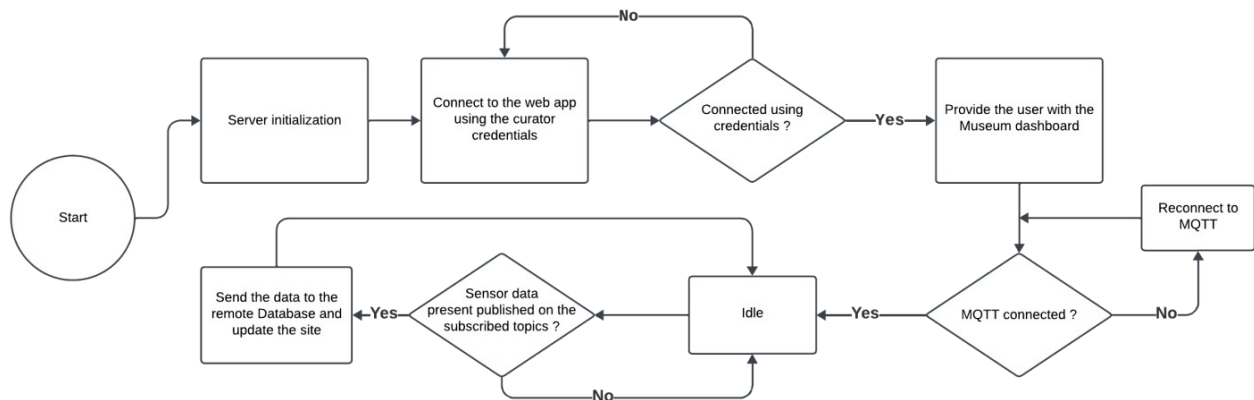 No
Server initialization
Connect to the web app
using the curator
credentials
Connected using
credentials ?
Yes
Provide the user with the
Museum dashboard
Start
Reconnect to
MQTT
Send the data to the
remote Database and
update the site
Yes
Sensor data
present published on the
subscribed topics ?
Idle
Yes
MQTT connected ?
No
No